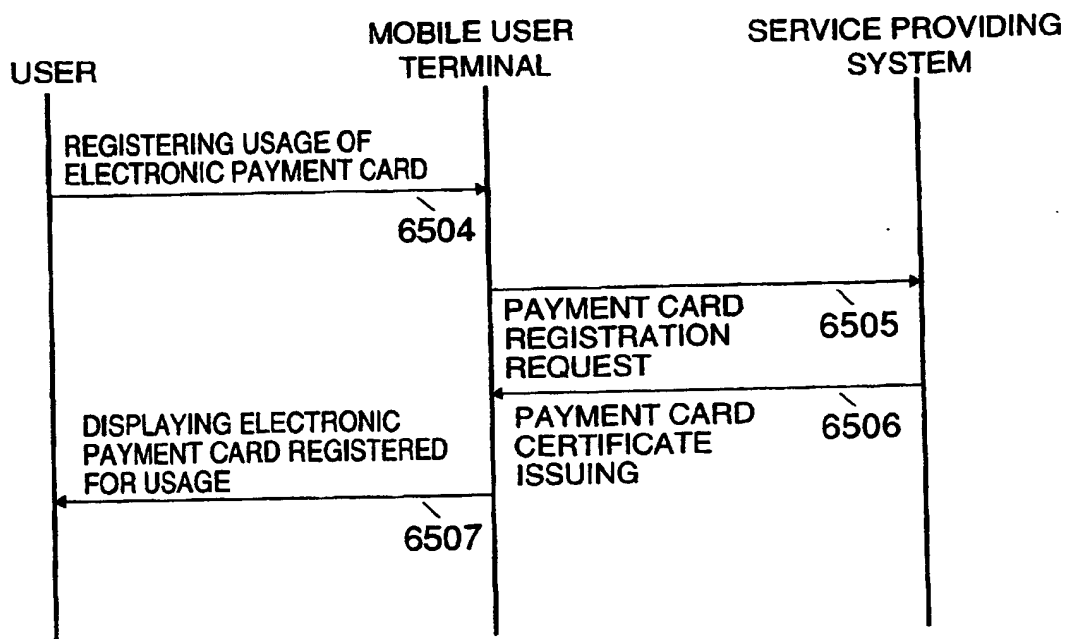 USER
MOBILE USER
TERMINAL
SERVICE PROVIDING
SYSTEM
REGISTERING USAGE OF
ELECTRONIC PAYMENT CARD
6504
PAYMENT CARD
REGISTRATION
REQUEST
6505
PAYMENT CARD
CERTIFICATE
ISSUING
6506
DISPLAYING ELECTRONIC
PAYMENT CARD REGISTERED
FOR USAGE
6507